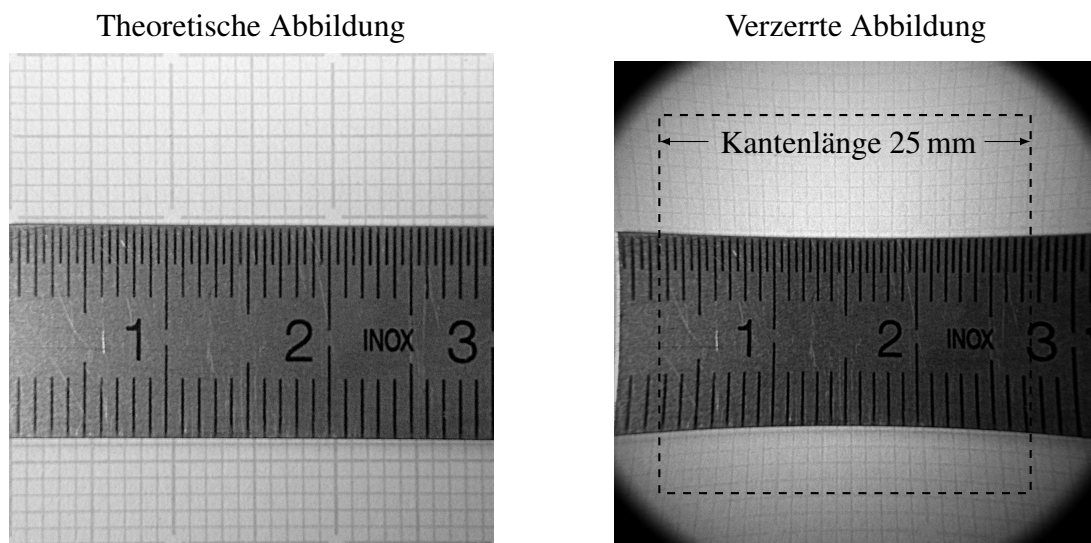 Theoretische Abbildung
Verzerrte Abbildung
Kantenlänge 25 mm
1 2 INOX 3
1 2 INOX 3